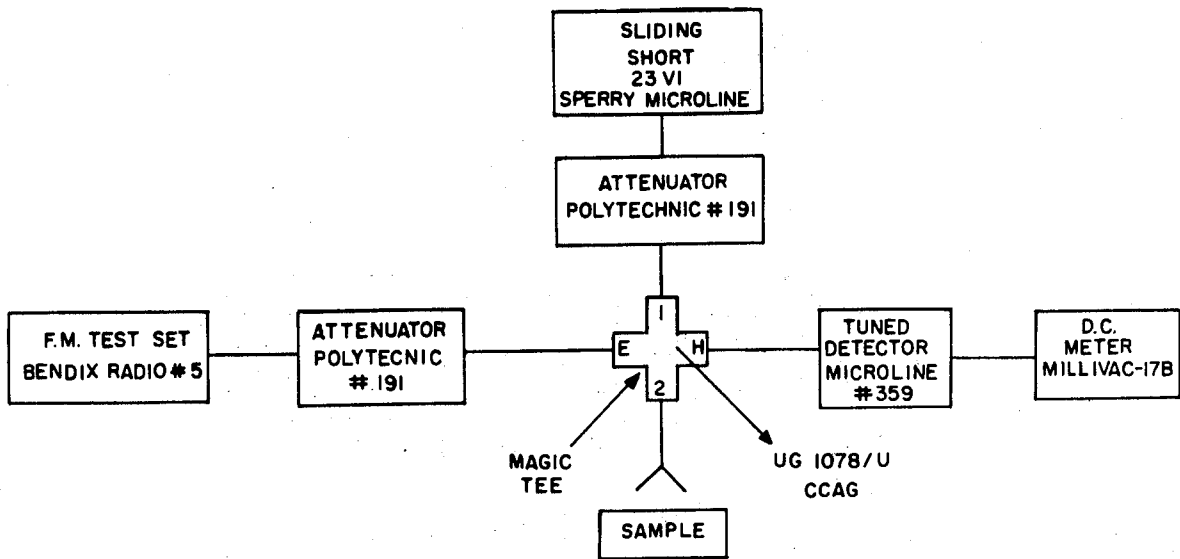 SLIDING
SHORT
23 VI
SPERRY MICROLINE
ATTENUATOR
POLYTECHNIC # 191
F.M. TEST SET
BENDIX RADIO # 5
ATTENUATOR
POLYTECNIC
# 191
1
E
H
2
TUNED
DETECTOR
MICROLINE
# 359
D.C.
METER
MILLIVAC-17B
MAGIC
TEE
UG 1078/U
CCAG
SAMPLE